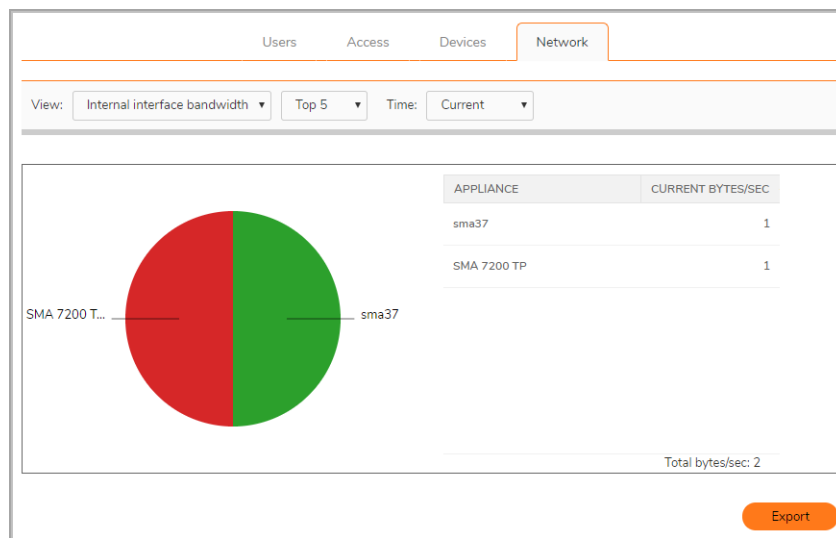 Users Access Devices Network
View: Internal interface bandwidth Top 5 Time: Current
APPLIANCE CURRENT BYTES/SEC
sma37 1
SMA 7200 TP 1
SMA 7200 T...
sma37
Total bytes/sec: 2
Export